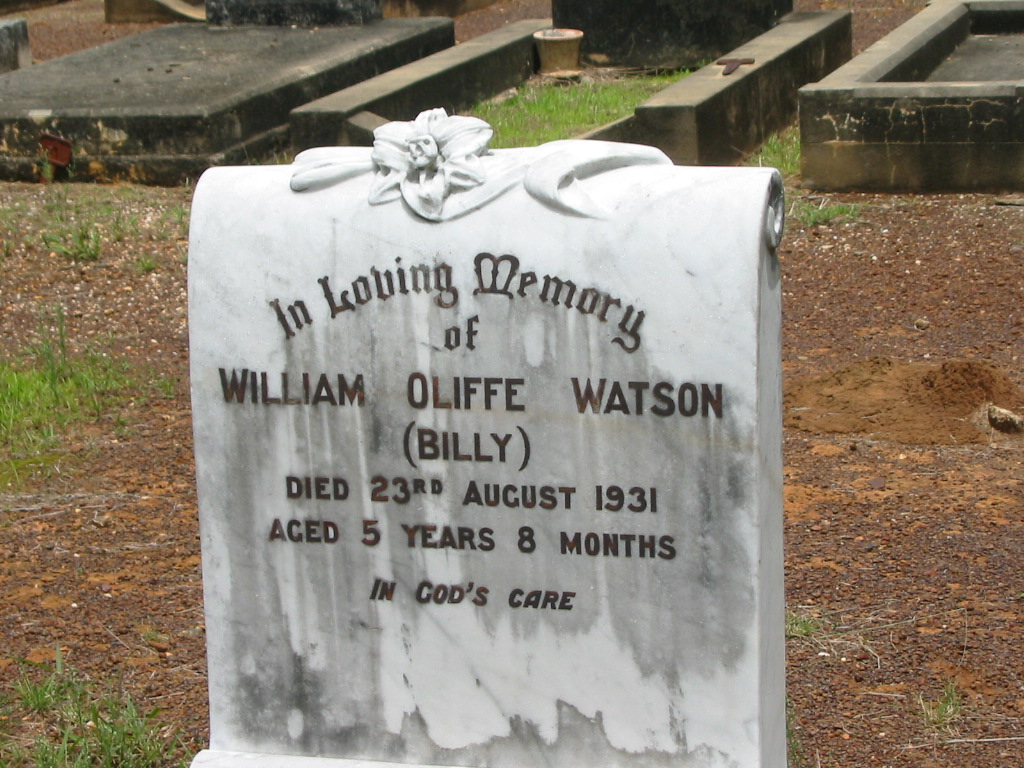 In Loving Memory
of
WILLIAM OLIFFE WATSON
(BILLY)
DIED 23RD AUGUST 1931
AGED 5 YEARS 8 MONTHS
IN GOD'S CARE